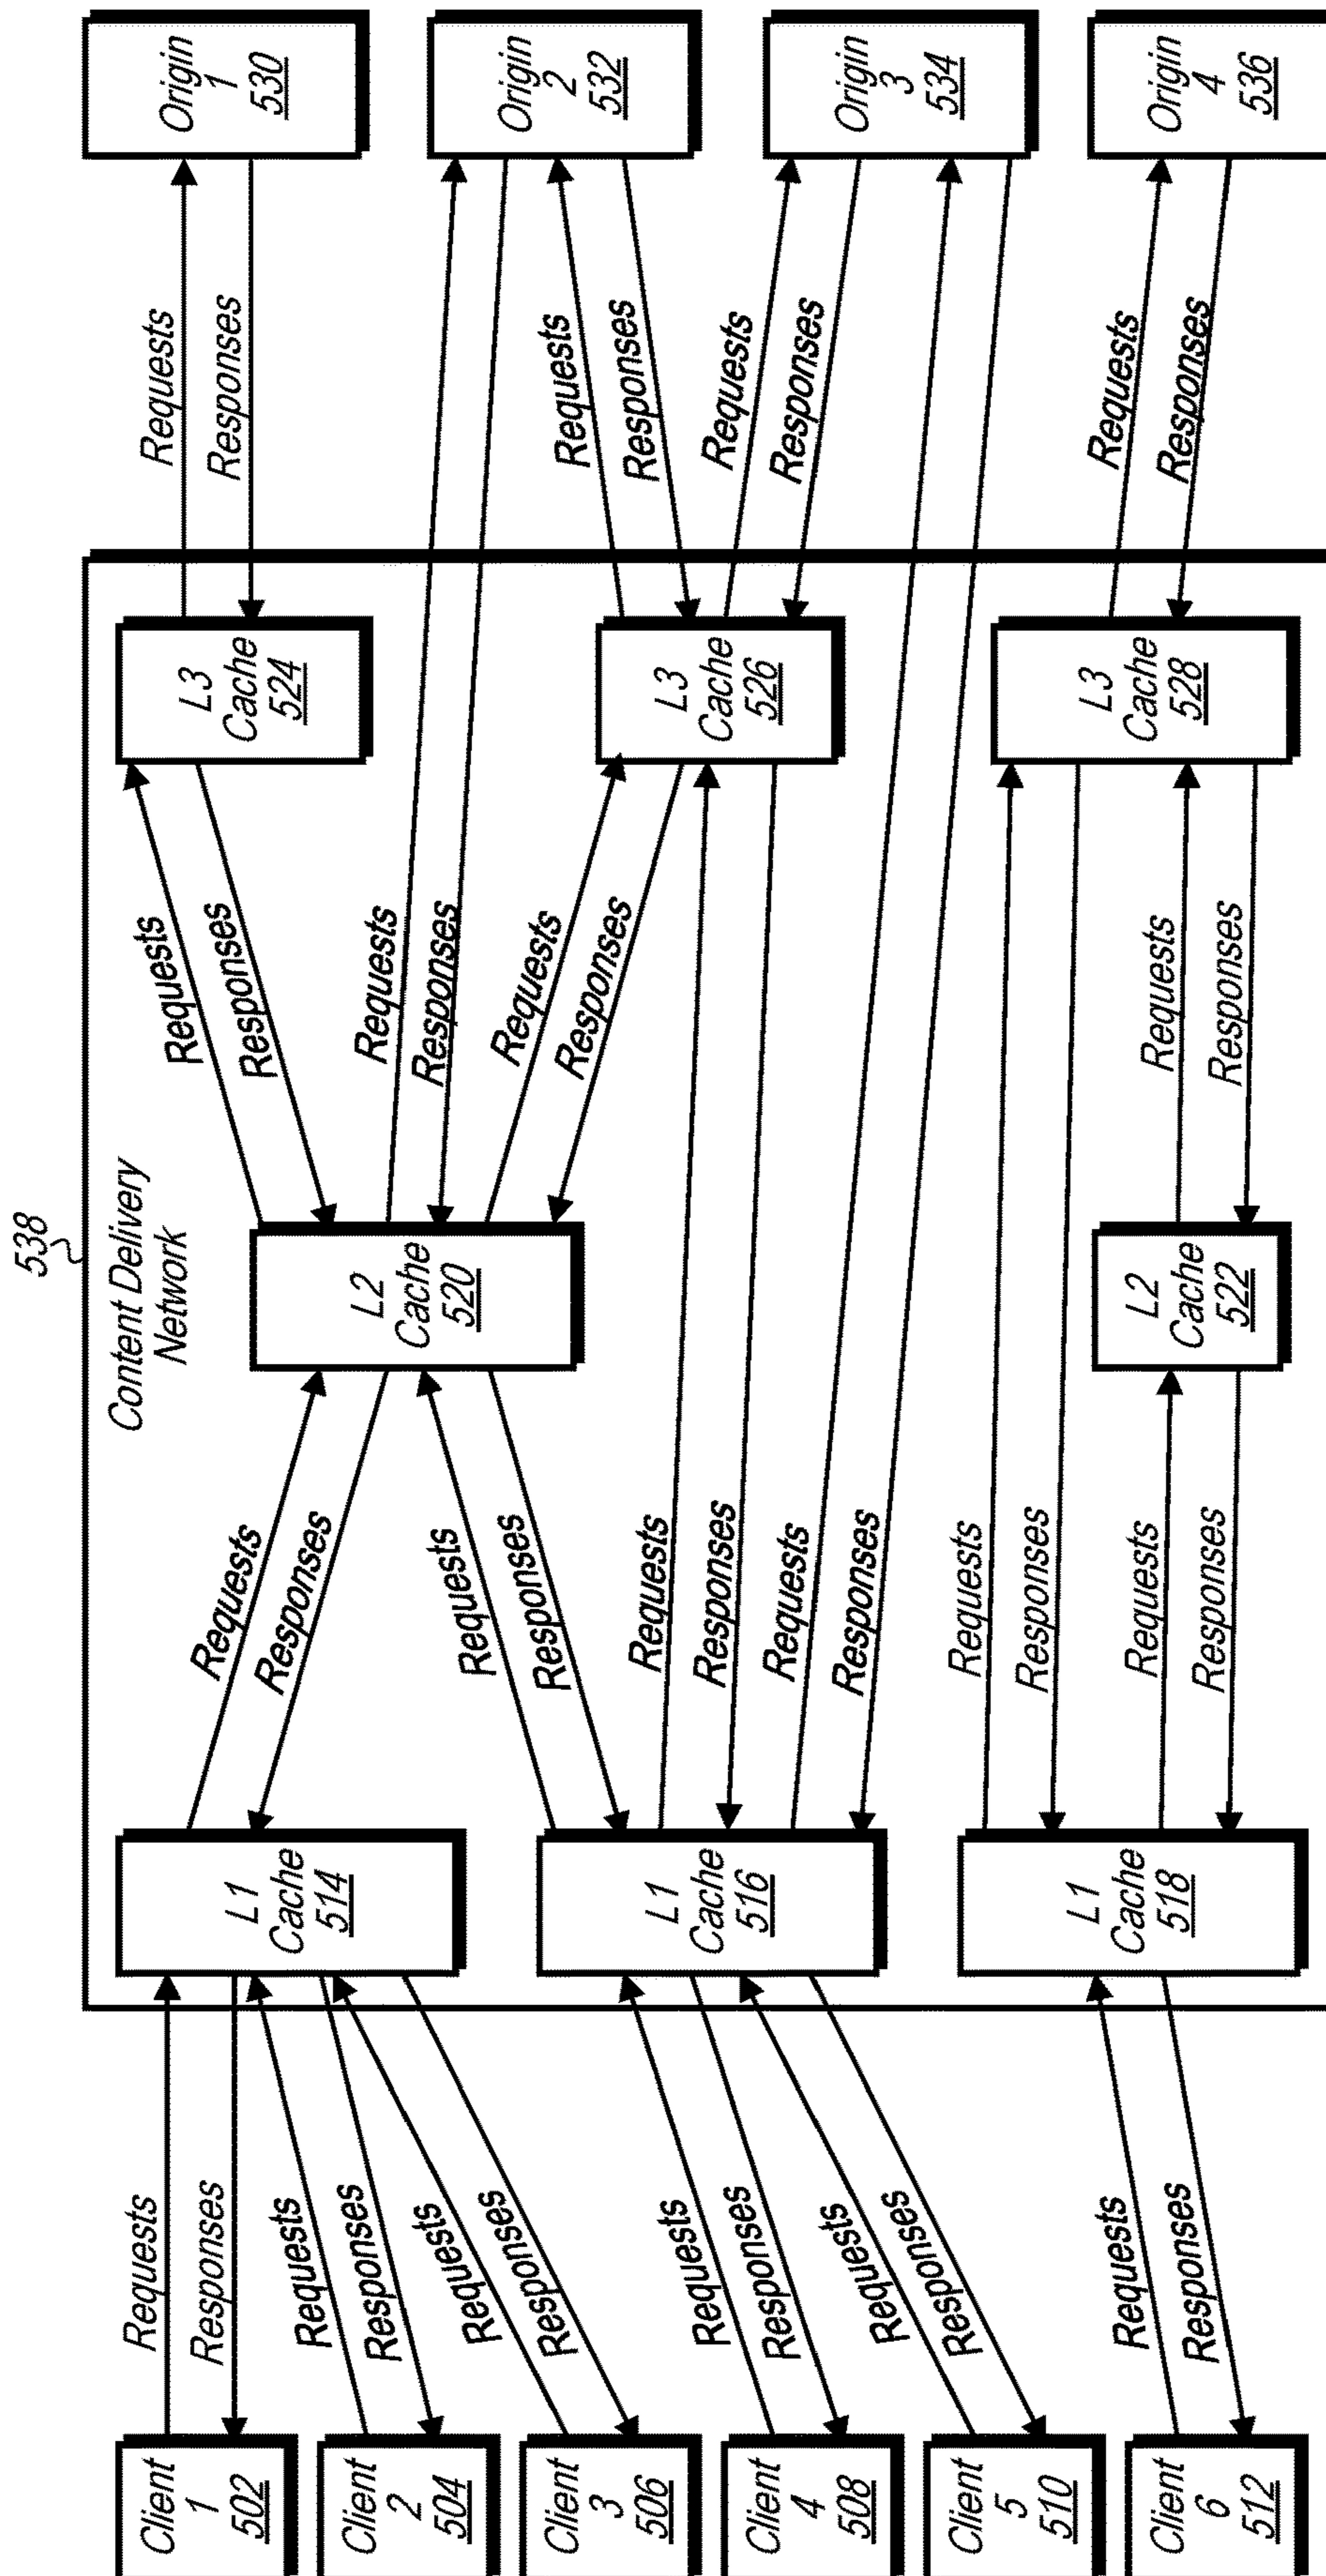 538
Content Delivery
Network
Client
1
502
Client
2
504
Client
3
506
Client
4
508
Client
5
510
Client
6
512
Requests
Responses
Requests
Responses
Requests
Responses
Requests
Responses
Requests
Responses
Requests
Responses
L1
Cache
514
L1
Cache
516
L1
Cache
518
Requests
Responses
Requests
Responses
Requests
Responses
Requests
Responses
Requests
Responses
Requests
Responses
L2
Cache
520
L2
Cache
522
Requests
Responses
Requests
Responses
Requests
Responses
Requests
Responses
L3
Cache
524
L3
Cache
526
L3
Cache
528
Requests
Responses
Requests
Responses
Requests
Responses
Requests
Responses
Origin
1
530
Origin
2
532
Origin
3
534
Origin
4
536